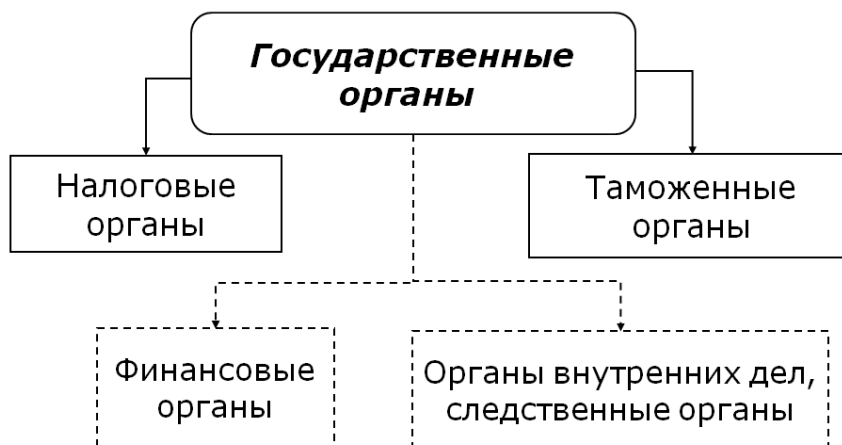 Государственные
органы
Налоговые
органы
Таможенные
органы
Финансовые
органы
Органы внутренних дел,
следственные органы